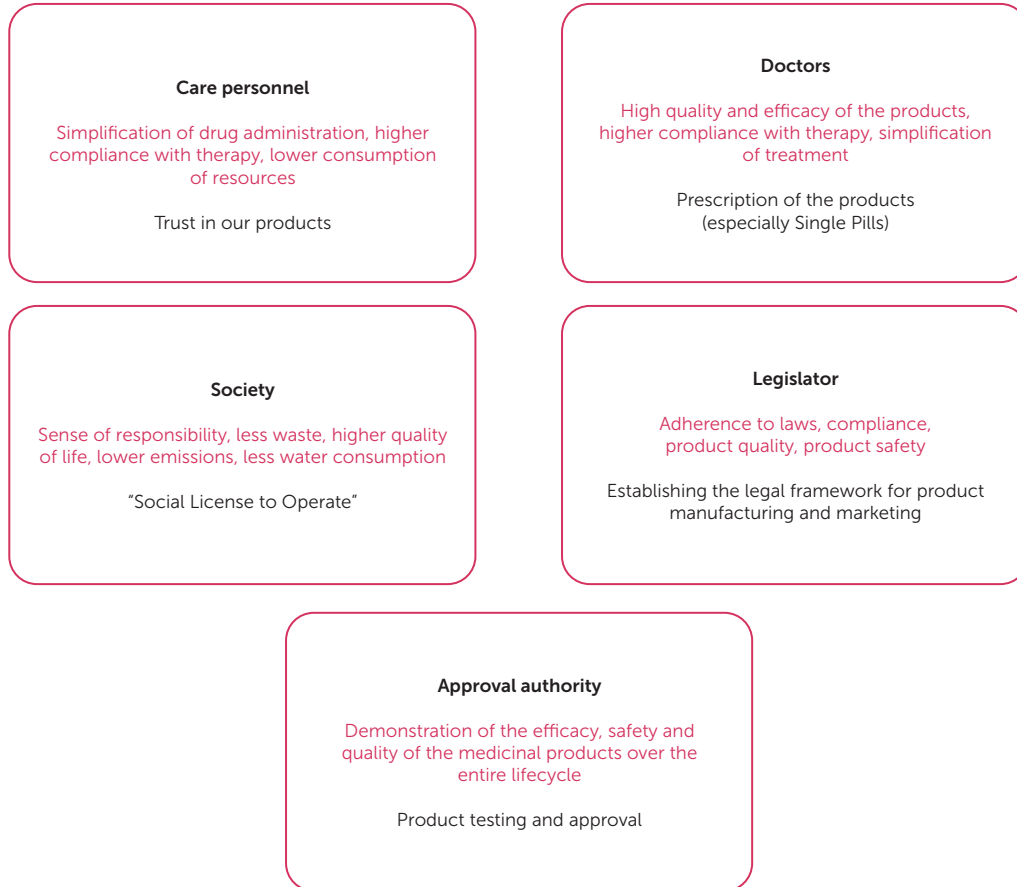 Care personnel
Simplification of drug administration, higher
compliance with therapy, lower consumption
of resources
Trust in our products
Doctors
High quality and efficacy of the products,
higher compliance with therapy, simplification
of treatment
Prescription of the products
(especially Single Pills)
Society
Sense of responsibility, less waste, higher quality
of life, lower emissions, less water consumption
“Social License to Operate”
Legislator
Adherence to laws, compliance,
product quality, product safety
Establishing the legal framework for product
manufacturing and marketing
Approval authority
Demonstration of the efficacy, safety and
quality of the medicinal products over the
entire lifecycle
Product testing and approval